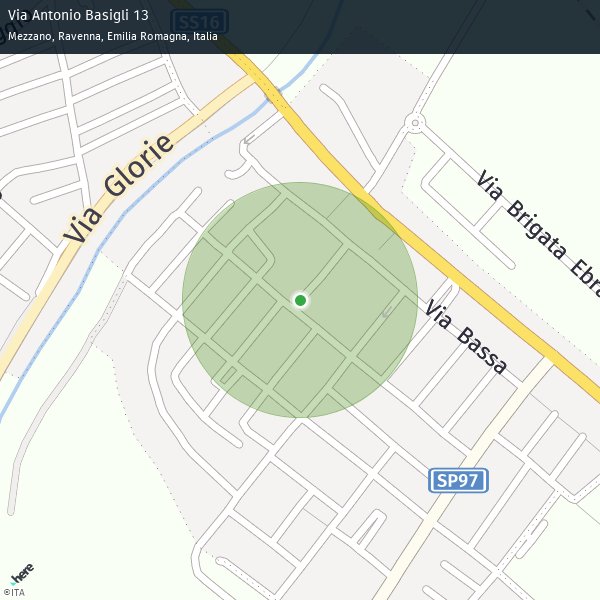 Via Antonio Basigli 13
Mezzano, Ravenna, Emilia Romagna, Italia
SS16
Via Glorie
Via Brigata Ebra
Via Bassa
SP97
here
©ITA